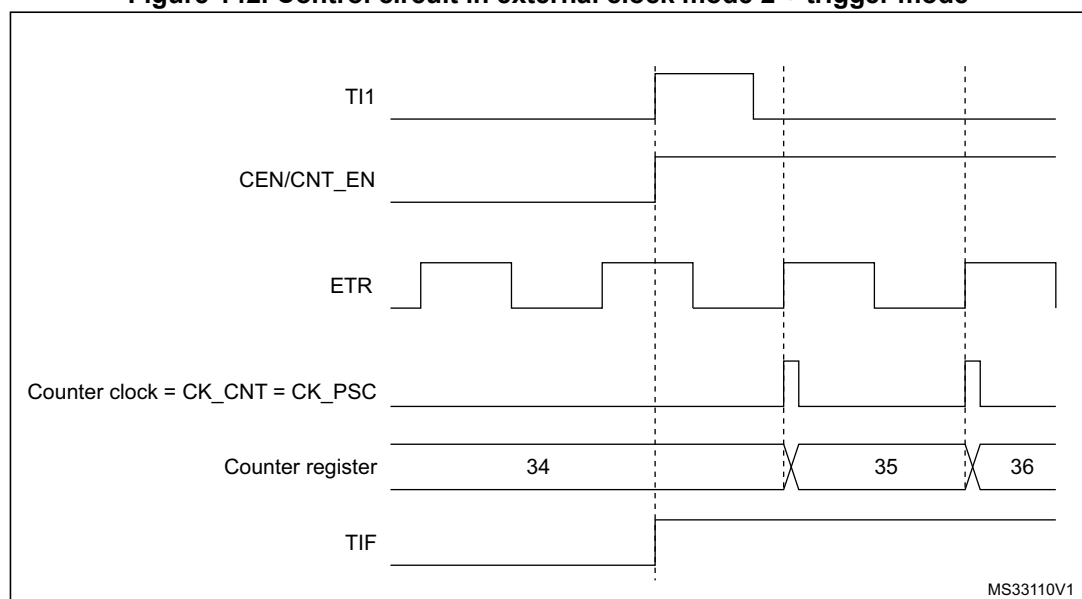 TI1
CEN/CNT_EN
ETR
Counter clock = CK_CNT = CK_PSC
Counter register 34 35 36
TIF
MS33110V1